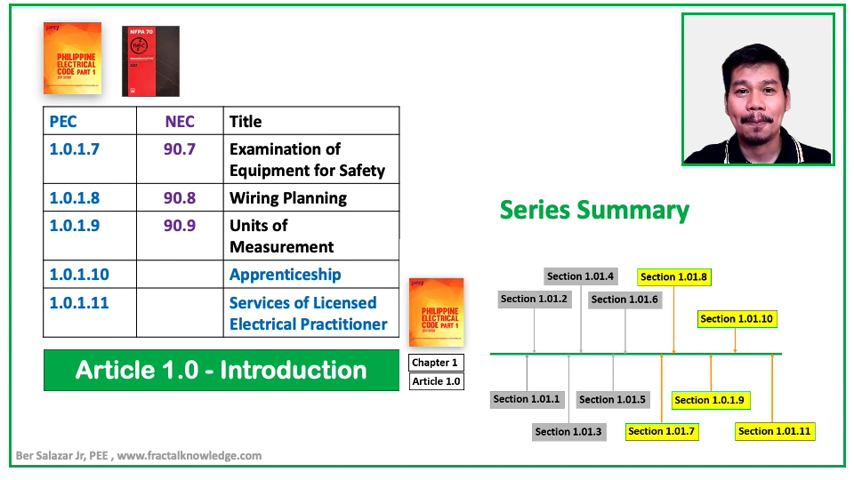 PHILIPPINE
ELECTRICAL
CODE PART 1
NFPA 70
NEC
PEC NEC Title
1.0.1.7 90.7 Examination of
Equipment for Safety
1.0.1.8 90.8 Wiring Planning
1.0.1.9 90.9 Units of
Measurement
1.0.1.10 Apprenticeship
1.0.1.11 Services of Licensed
Electrical Practitioner
Article 1.0 - Introduction
PHILIPPINE
ELECTRICAL
CODE PART 1
Chapter 1
Article 1.0
Series Summary
Section 1.01.4
Section 1.01.8
Section 1.01.2
Section 1.01.6
Section 1.01.10
Section 1.01.1
Section 1.01.5
Section 1.0.1.9
Section 1.01.3
Section 1.01.7
Section 1.01.11
Ber Salazar Jr, PEE , www.fractalknowledge.com